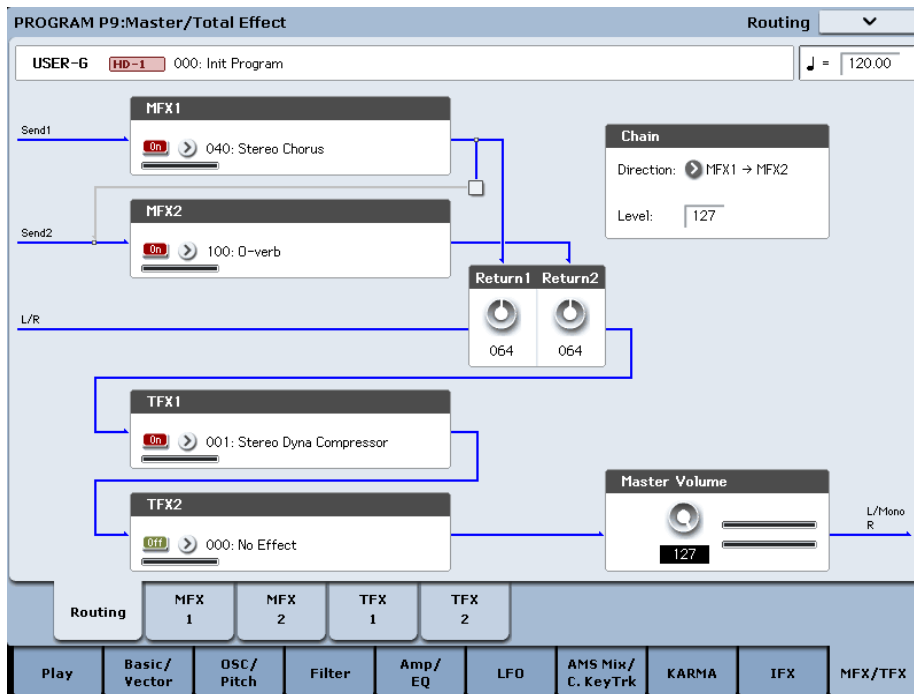 PROGRAM P9:Master/Total Effect
Routing
USER-G HD-1 000: Init Program
♩ = 120.00
MFX1
Send1
On 040: Stereo Chorus
Chain
Direction: MFX1 → MFX2
Level: 127
MFX2
Send2
On 100: O-verb
Return1 Return2
L/R
064 064
TFX1
On 001: Stereo Dyna Compressor
TFX2
Off 000: No Effect
Master Volume
127
L/Mono
R
Routing
MFX
1
MFX
2
TFX
1
TFX
2
Play
Basic/
Vector
OSC/
Pitch
Filter
Amp/
EQ
LFO
AMS Mix/
C. KeyTrk
KARMA
IFX
MFX/TFX